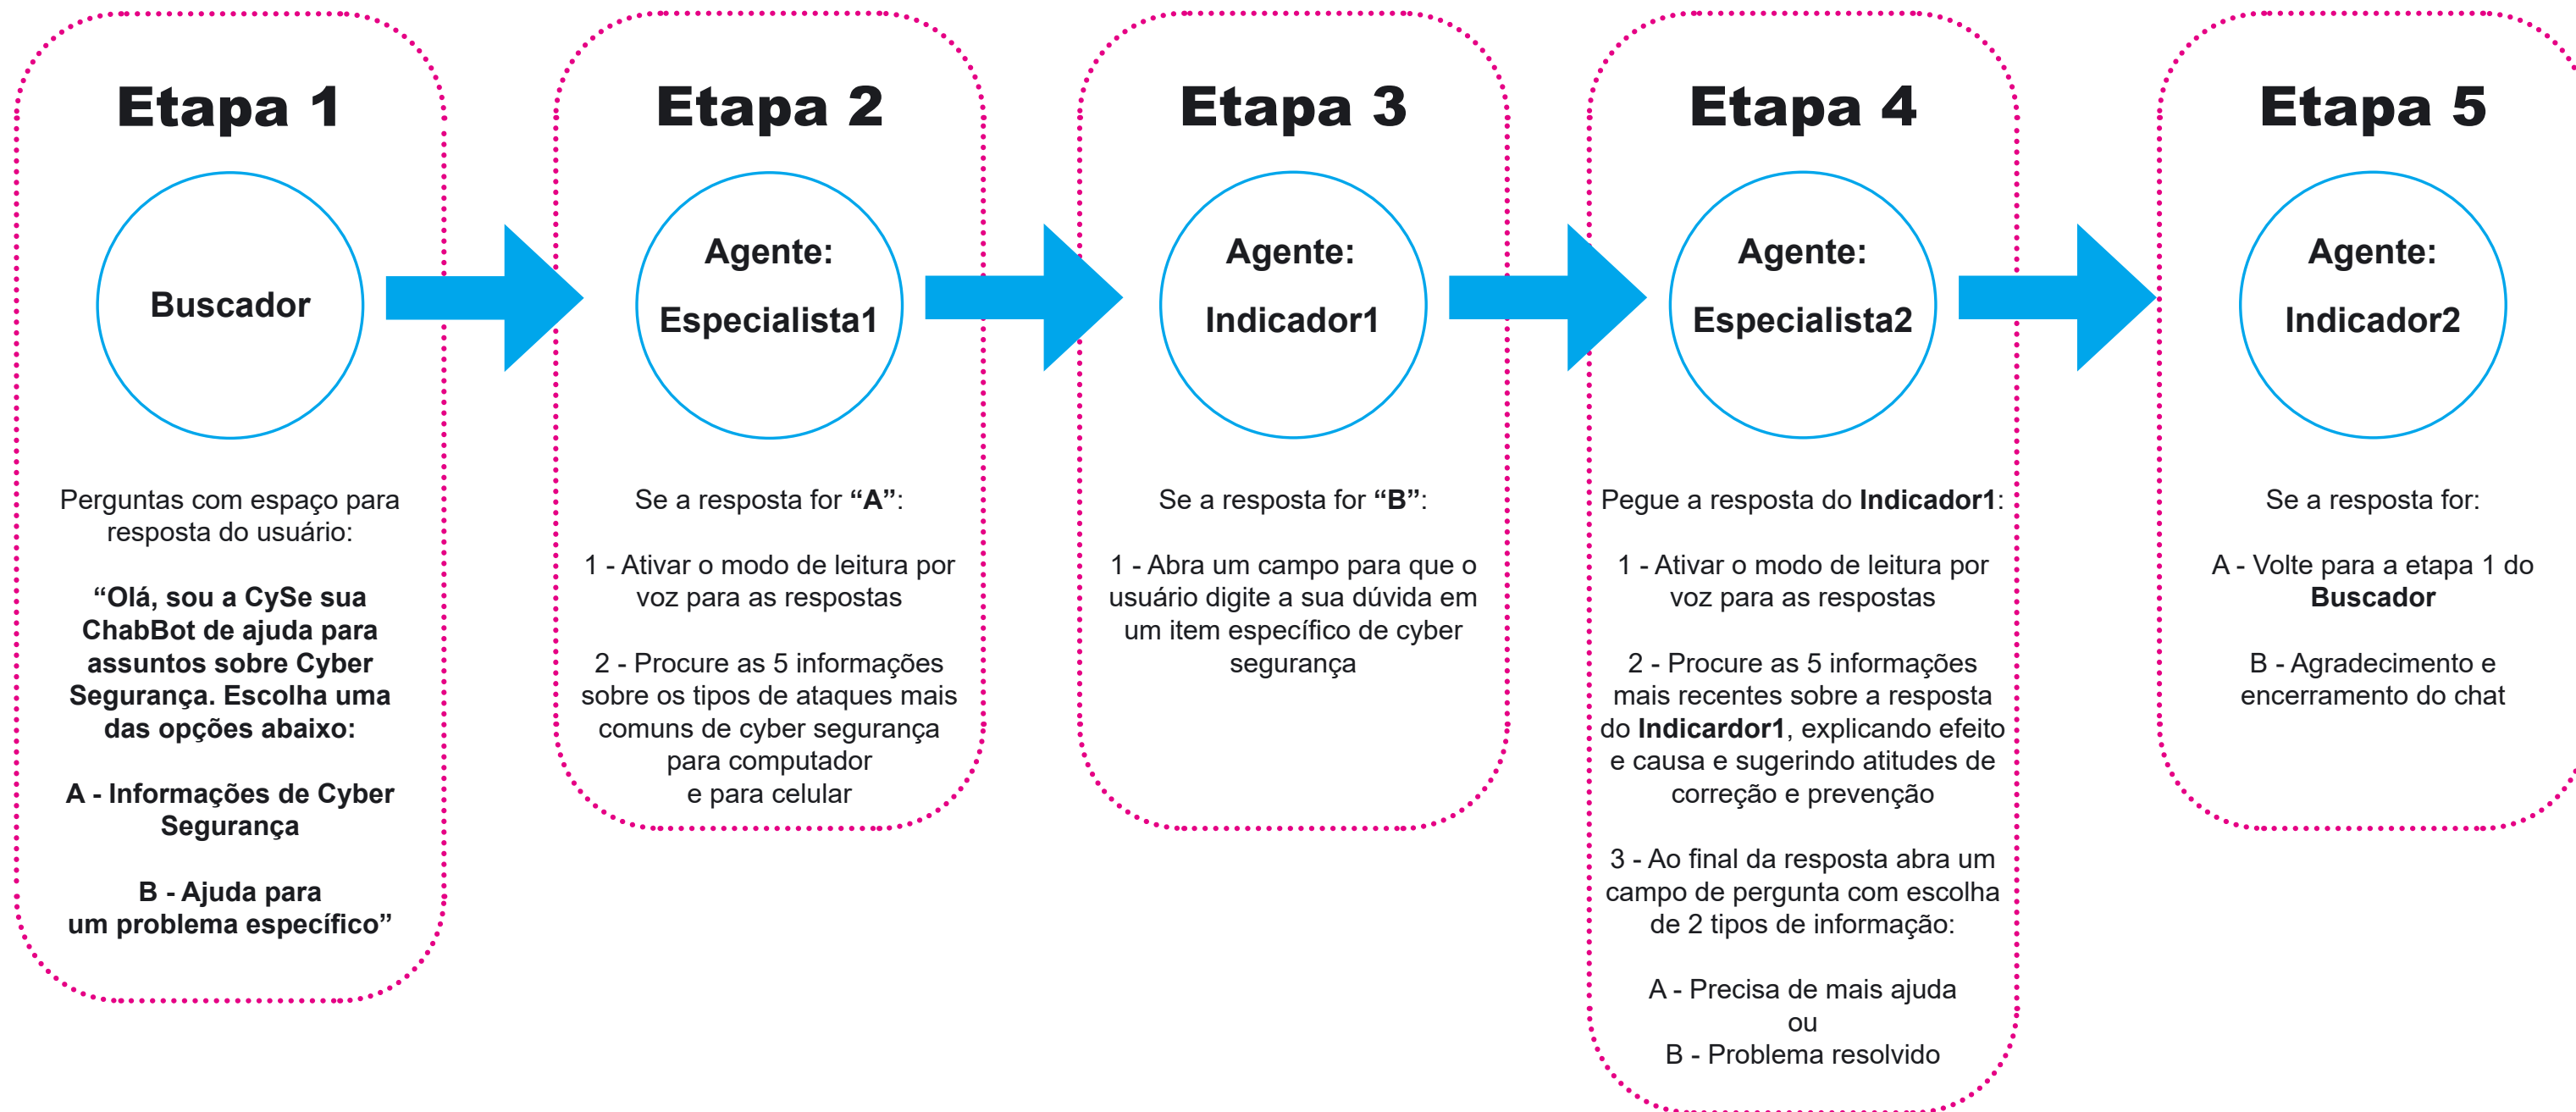 Etapa 1
Buscador
Perguntas com espaço para
resposta do usuário:
“Olá, sou a CySe sua
ChabBot de ajuda para
assuntos sobre Cyber
Segurança. Escolha uma
das opções abaixo:
A - Informações de Cyber
Segurança
B - Ajuda para
um problema específico”
Etapa 2
Agente:
Especialista1
Se a resposta for “A”:
1 - Ativar o modo de leitura por
voz para as respostas
2 - Procure as 5 informações
sobre os tipos de ataques mais
comuns de cyber segurança
para computador
e para celular
Etapa 3
Agente:
Indicador1
Se a resposta for “B”:
1 - Abra um campo para que o
usuário digite a sua dúvida em
um item específico de cyber
segurança
Etapa 4
Agente:
Especialista2
Pegue a resposta do Indicador1:
1 - Ativar o modo de leitura por
voz para as respostas
2 - Procure as 5 informações
mais recentes sobre a resposta
do Indicardor1, explicando efeito
e causa e sugerindo atitudes de
correção e prevenção
3 - Ao final da resposta abra um
campo de pergunta com escolha
de 2 tipos de informação:
A - Precisa de mais ajuda
ou
B - Problema resolvido
Etapa 5
Agente:
Indicador2
Se a resposta for:
A - Volte para a etapa 1 do
Buscador
B - Agradecimento e
encerramento do chat